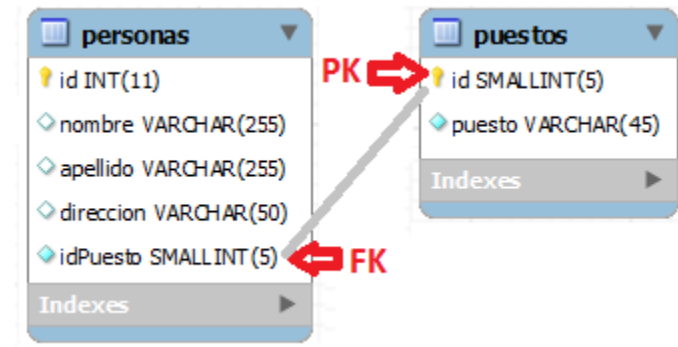 personas
id INT(11)
nombre VARCHAR(255)
apellido VARCHAR(255)
direccion VARCHAR(50)
idPuesto SMALLINT(5)
FK
Indexes
puestos
PK
id SMALLINT(5)
puesto VARCHAR(45)
Indexes